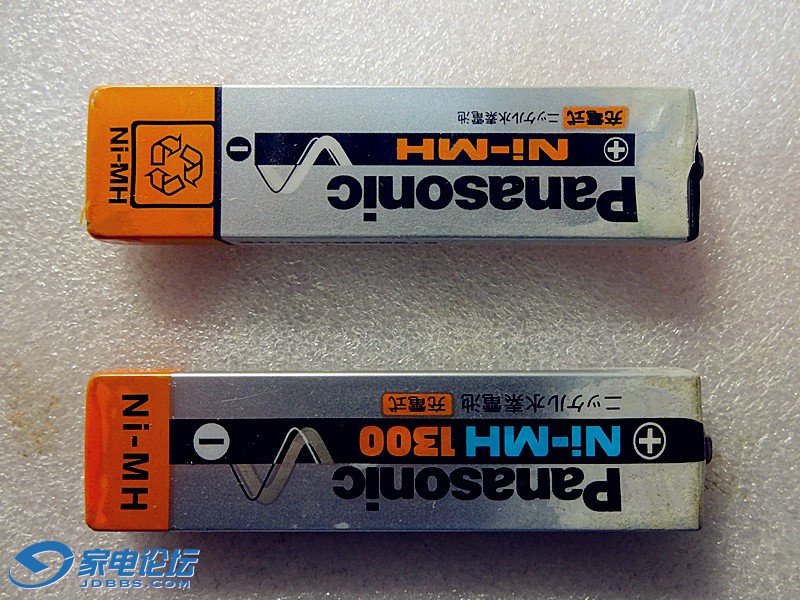 充電式 ニッケル水素電池
Ni-MH
Panasonic
Ni-MH
ニッケル水素電池 充電式
Ni-MH 1300
Panasonic
Ni-MH
家电论坛
JDBBS.COM